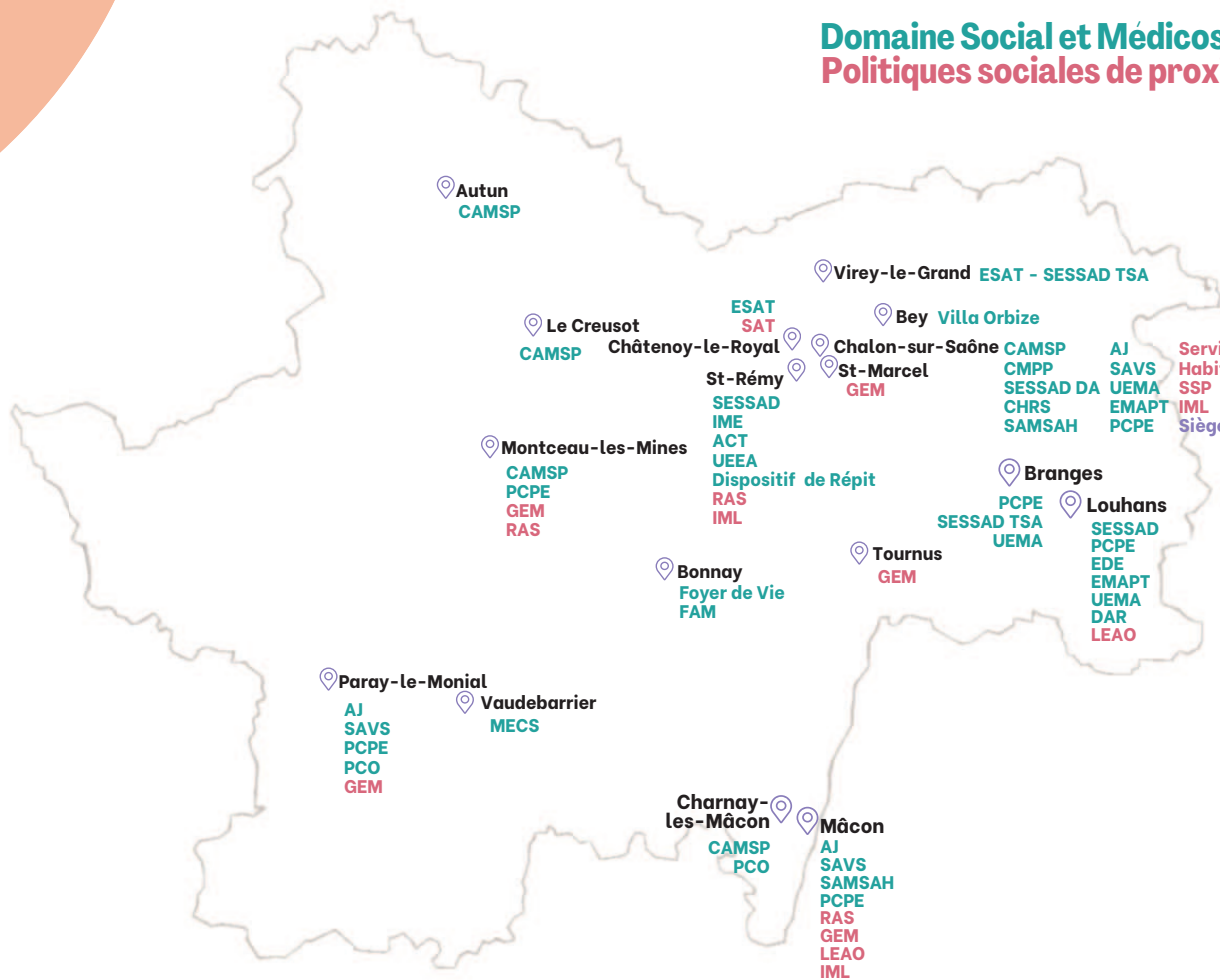 Domaine Social et Médicos
Politiques sociales de prox
Autun
CAMSP
Virey-le-Grand ESAT - SESSAD TSA
Bey Villa Orbize
Le Creusot
CAMSP
ESAT
SAT
Châtenoy-le-Royal
Chalon-sur-Saône
CAMSP
CMPP
SESSAD DA
CHRS
SAMSAH
AJ
SAVS
UEMA
EMAPT
PCPE
Servi
Habi
SSP
IML
Siège
St-Marcel
GEM
St-Rémy
SESSAD
IME
ACT
UEEA
Dispositif de Répit
RAS
IML
Montceau-les-Mines
CAMSP
PCPE
GEM
RAS
Branges
PCPE
SESSAD TSA
UEMA
Louhans
SESSAD
PCPE
EDE
EMAPT
UEMA
DAR
LEAO
Tournus
GEM
Bonnay
Foyer de Vie
FAM
Paray-le-Monial
AJ
SAVS
PCPE
PCO
GEM
Vaudebarrier
MECS
Charnay-
les-Mâcon
CAMSP
PCO
Mâcon
AJ
SAVS
SAMSAH
PCPE
RAS
GEM
LEAO
IML